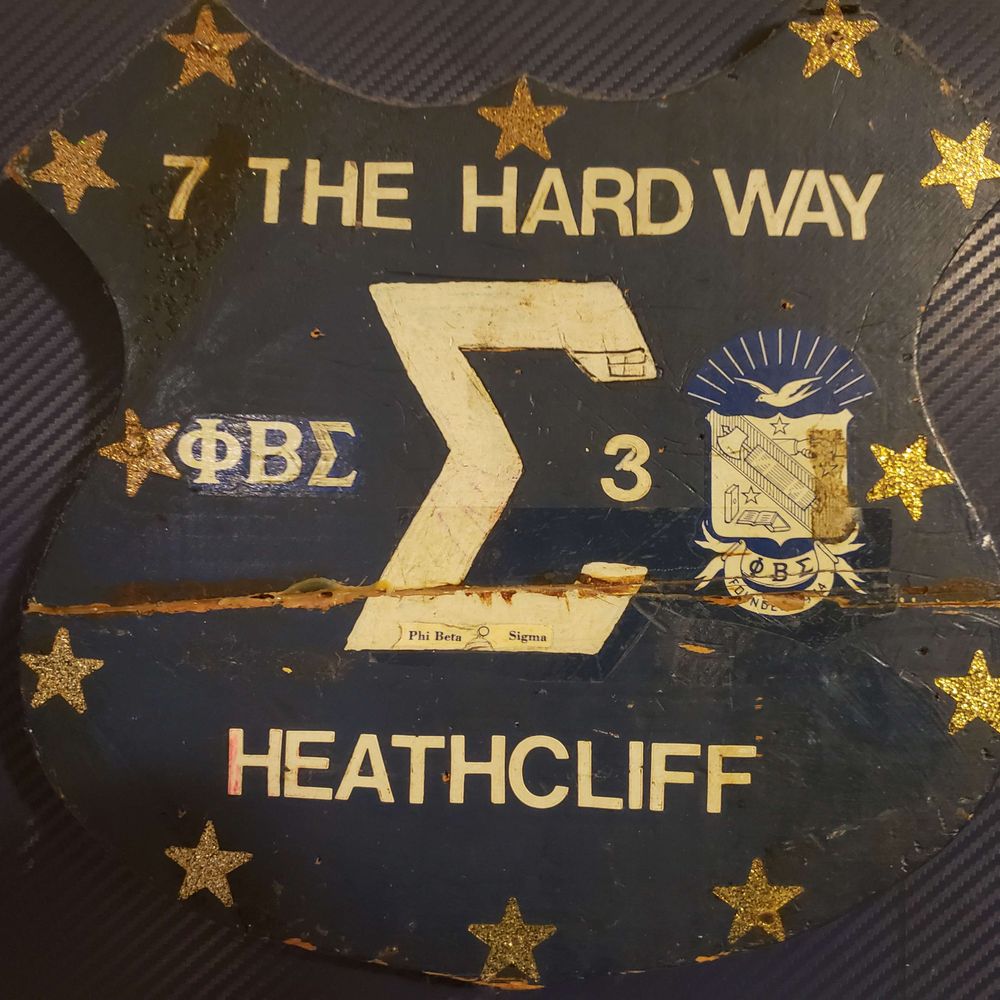 7 THE HARD WAY
Σ
ΦΒΣ
3
ΦΒΣ
Phi Beta Sigma
HEATHCLIFF